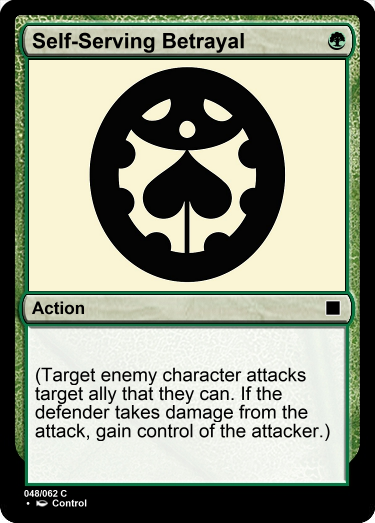 Self-Serving Betrayal
Action
(Target enemy character attacks
target ally that they can. If the
defender takes damage from the
attack, gain control of the attacker.)
048/062 C
• Control